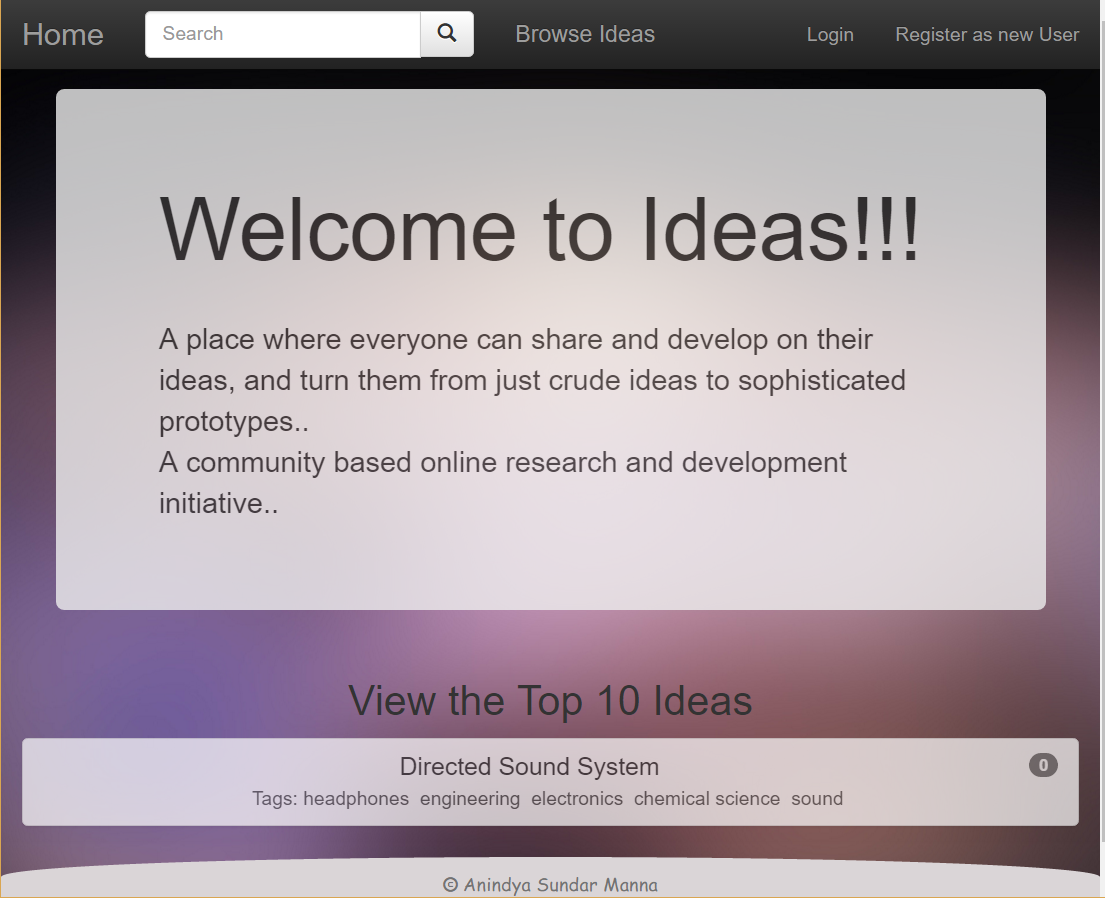 Home Search Browse Ideas Login Register as new User
Welcome to Ideas!!!
A place where everyone can share and develop on their
ideas, and turn them from just crude ideas to sophisticated
prototypes..
A community based online research and development
initiative..
View the Top 10 Ideas
Directed Sound System 0
Tags: headphones engineering electronics chemical science sound
© Anindya Sundar Manna